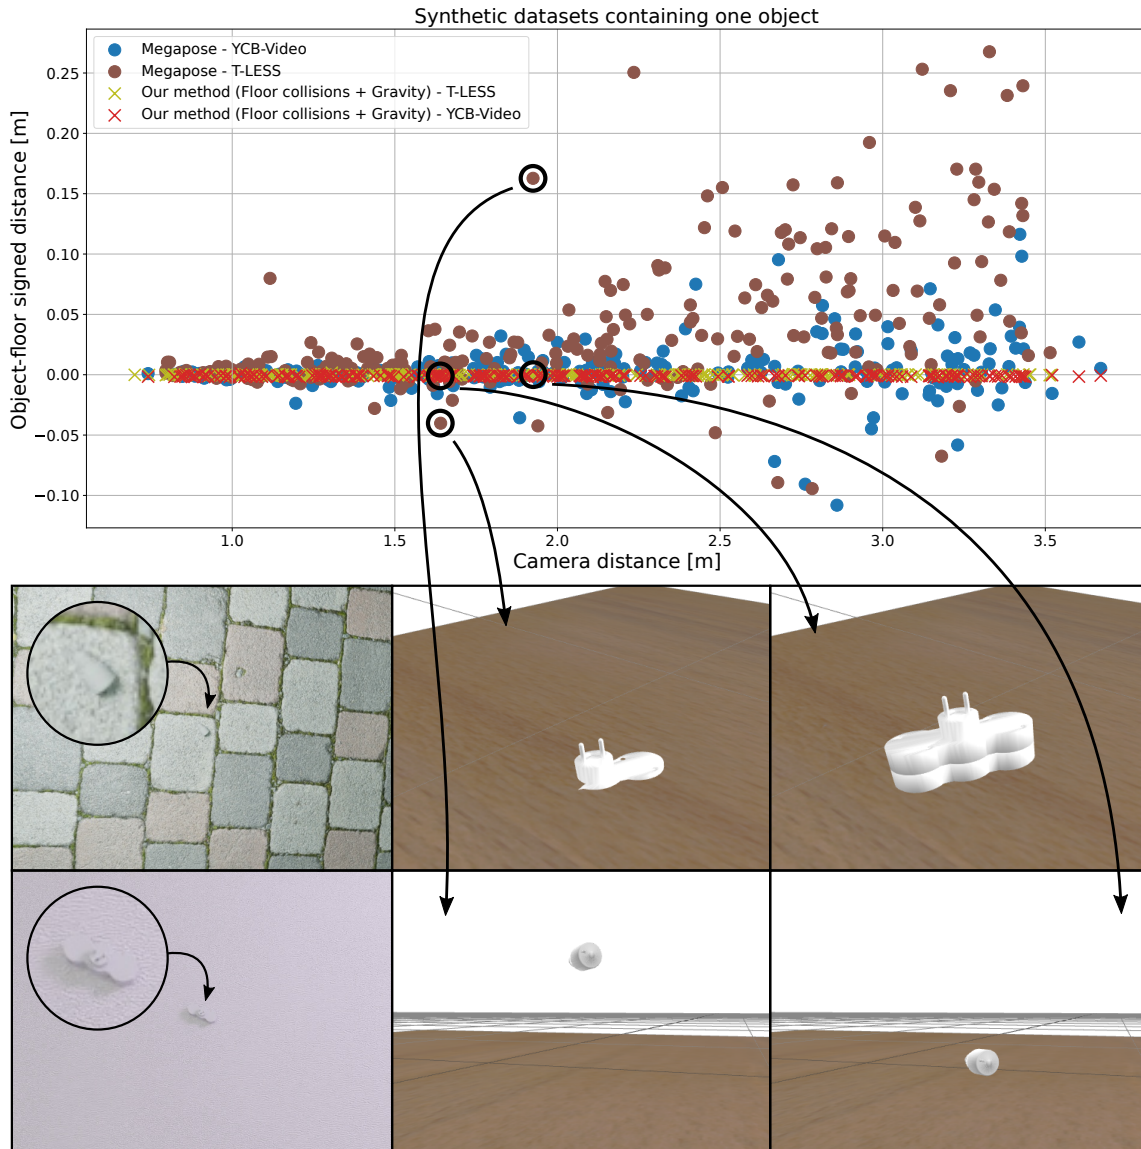 Synthetic datasets containing one object
Megapose - YCB-Video
Megapose - T-LESS
Our method (Floor collisions + Gravity) - T-LESS
Our method (Floor collisions + Gravity) - YCB-Video
Object-floor signed distance [m]
0.25
0.20
0.15
0.10
0.05
0.00
−0.05
−0.10
1.0 1.5 2.0 2.5 3.0 3.5
Camera distance [m]